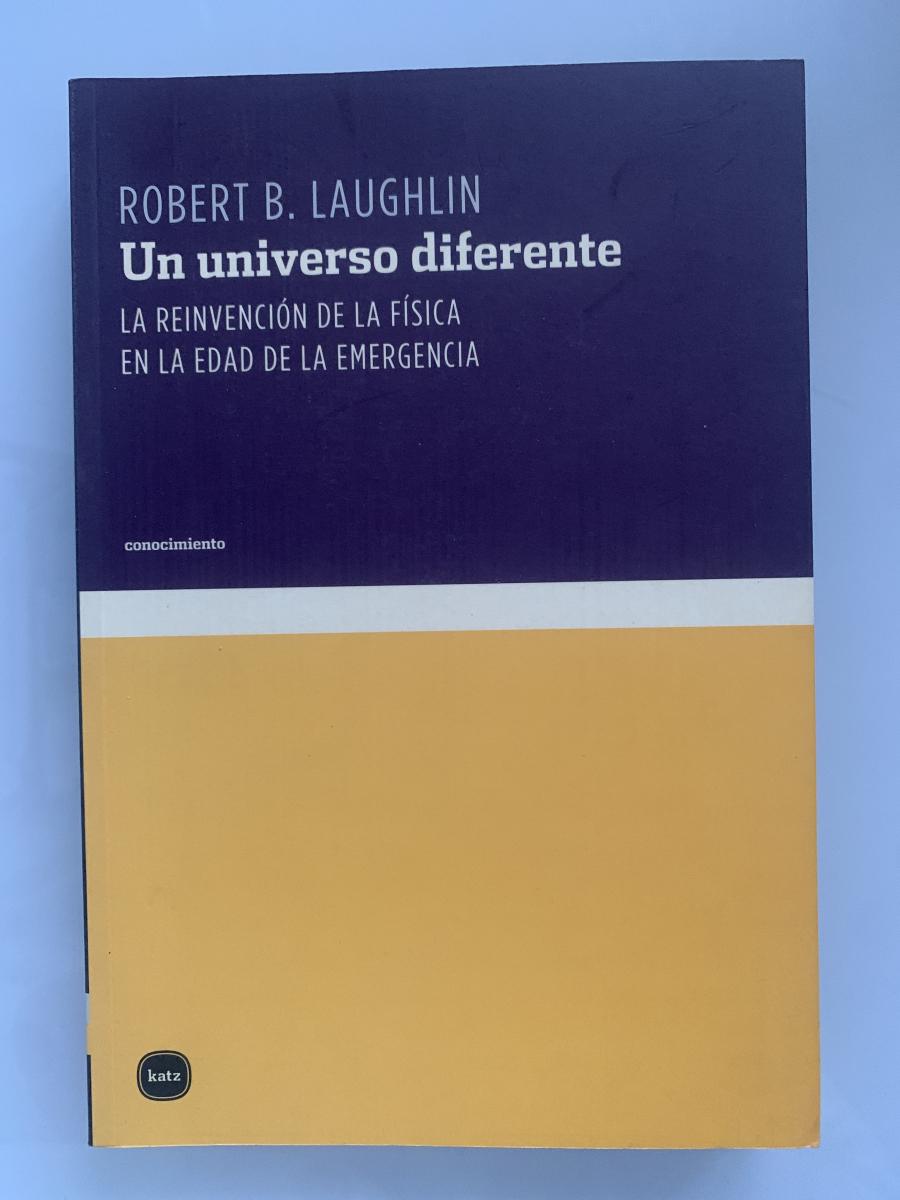 ROBERT B. LAUGHLIN
Un universo diferente
LA REINVENCIÓN DE LA FÍSICA
EN LA EDAD DE LA EMERGENCIA
conocimiento
katz